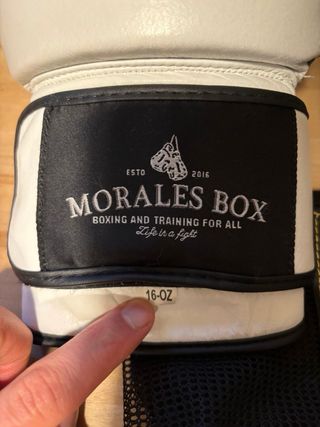 ESTD 2016
MORALES BOX
BOXING AND TRAINING FOR ALL
Life is a fight
16-OZ